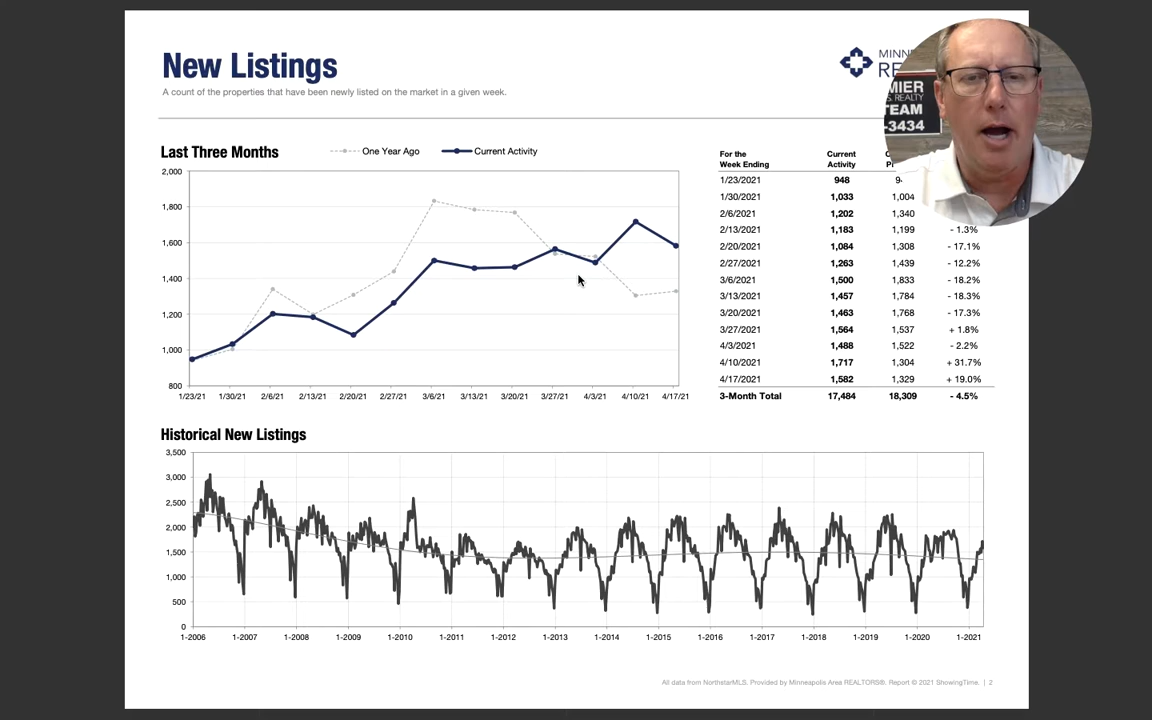 New Listings
A count of the properties that have been newly listed on the market in a given week.
MINN
RE
MIER
REALTY
TEAM
-3434
Last Three Months
One Year Ago
Current Activity
2,000
1,800
1,600
1,400
1,200
1,000
800
1/23/21 1/30/21 2/6/21 2/13/21 2/20/21 2/27/21 3/6/21 3/13/21 3/20/21 3/27/21 4/3/21 4/10/21 4/17/21
For the Week Ending Current Activity
1/23/2021 948
1/30/2021 1,033 1,004
2/6/2021 1,202 1,340
2/13/2021 1,183 1,199 - 1.3%
2/20/2021 1,084 1,308 - 17.1%
2/27/2021 1,263 1,439 - 12.2%
3/6/2021 1,500 1,833 - 18.2%
3/13/2021 1,457 1,784 - 18.3%
3/20/2021 1,463 1,768 - 17.3%
3/27/2021 1,564 1,537 + 1.8%
4/3/2021 1,488 1,522 - 2.2%
4/10/2021 1,717 1,304 + 31.7%
4/17/2021 1,582 1,329 + 19.0%
3-Month Total 17,484 18,309 - 4.5%
Historical New Listings
3,500
3,000
2,500
2,000
1,500
1,000
500
0
1-2006 1-2007 1-2008 1-2009 1-2010 1-2011 1-2012 1-2013 1-2014 1-2015 1-2016 1-2017 1-2018 1-2019 1-2020 1-2021
All data from NorthstarMLS. Provided by Minneapolis Area REALTORS®. Report © 2021 ShowingTime. | 2